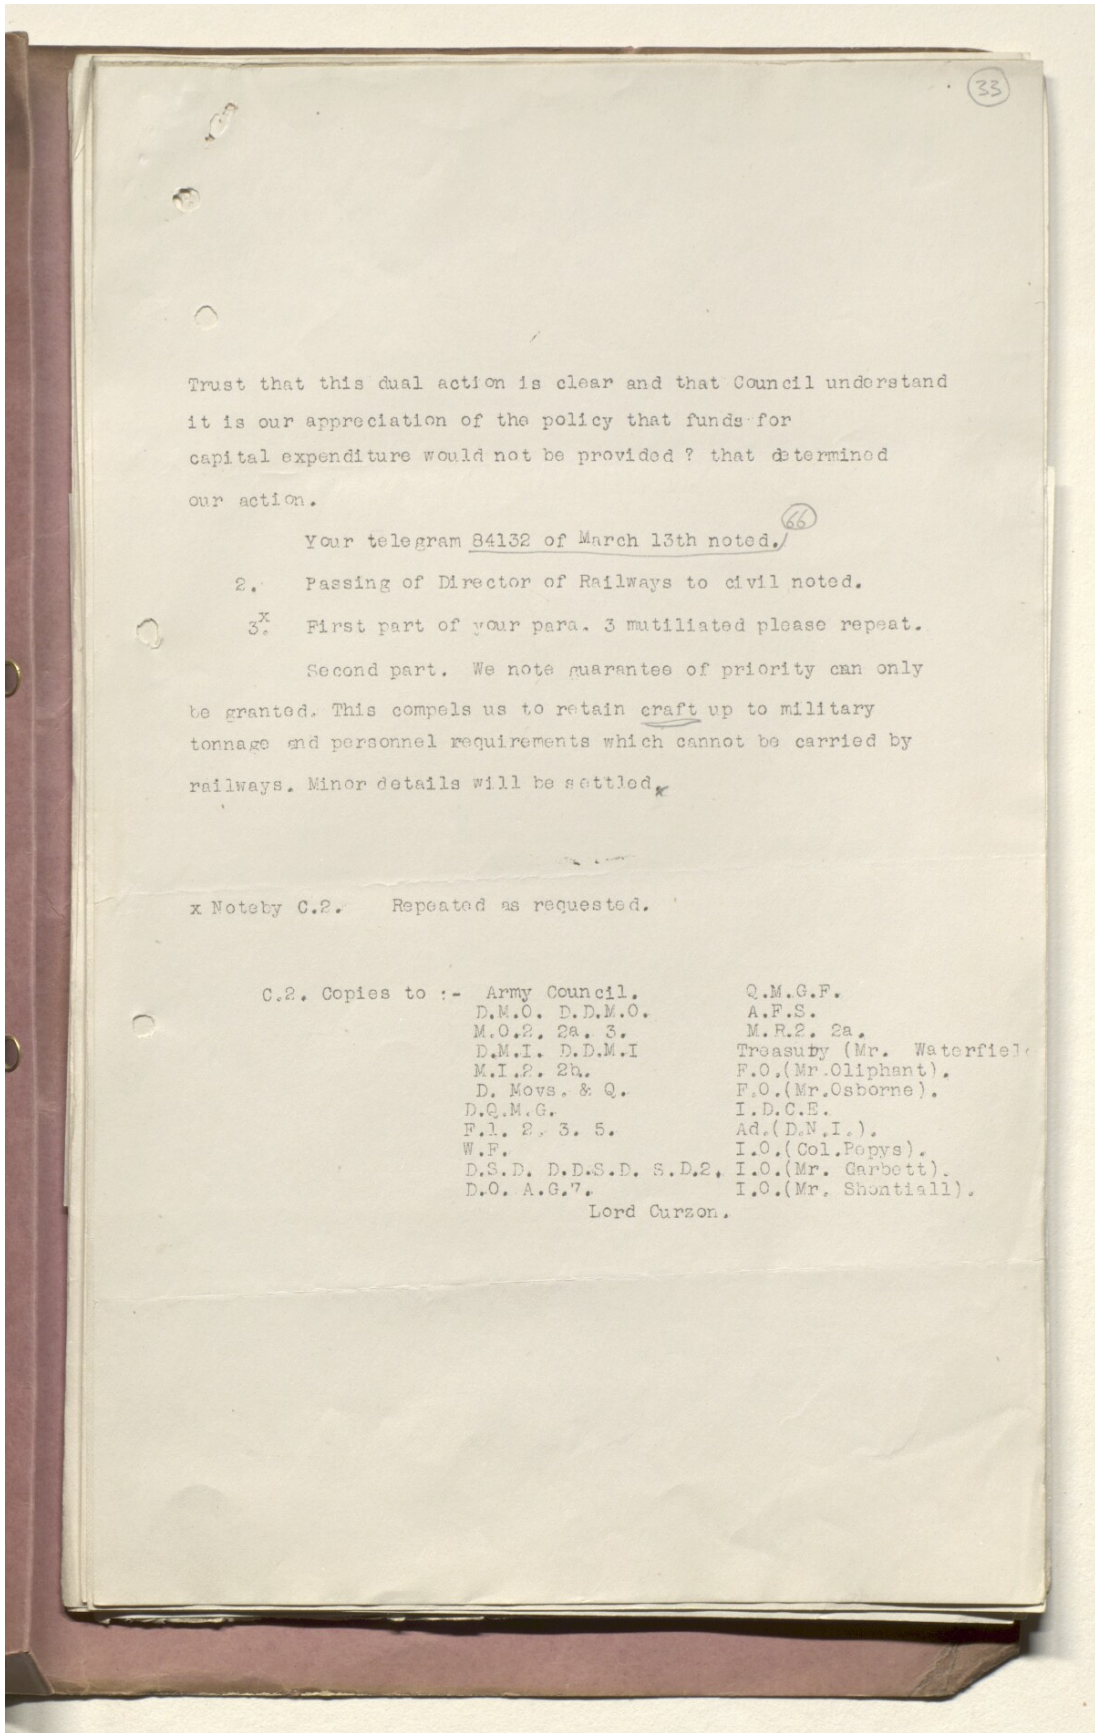 33
Trust that this dual action is clear and that Council understand
it is our appreciation of the policy that funds for
capital expenditure would not be provided ? that determined
our action.
66
Your telegram 84132 of March 13th noted.
2. Passing of Director of Railways to civil noted.
x
3. First part of your para. 3 mutiliated please repeat.
Second part. We note guarantee of priority can only
be granted. This compels us to retain craft up to military
tonnage and personnel requirements which cannot be carried by
railways. Minor details will be settled. x
x Noteby C.2. Repeated as requested.
C.2. Copies to :- Army Council. Q.M.G.F.
D.M.O. D.D.M.O. A.F.S.
M.O.2. 2a. 3. M.R.2. 2a.
D.M.I. D.D.M.I Treasury (Mr. Waterfiel
M.I.2. 2h. F.O.(Mr.Oliphant).
D. Movs. & Q. F.O.(Mr.Osborne).
D.Q.M.G. I.D.C.E.
F.1. 2. 3. 5. Ad.(D.N.I.).
W.F. I.O.(Col.Pepys).
D.S.D. D.D.S.D. S.D.2. I.O.(Mr. Garbett).
D.O. A.G.7. I.O.(Mr. Shontiall).
Lord Curzon.